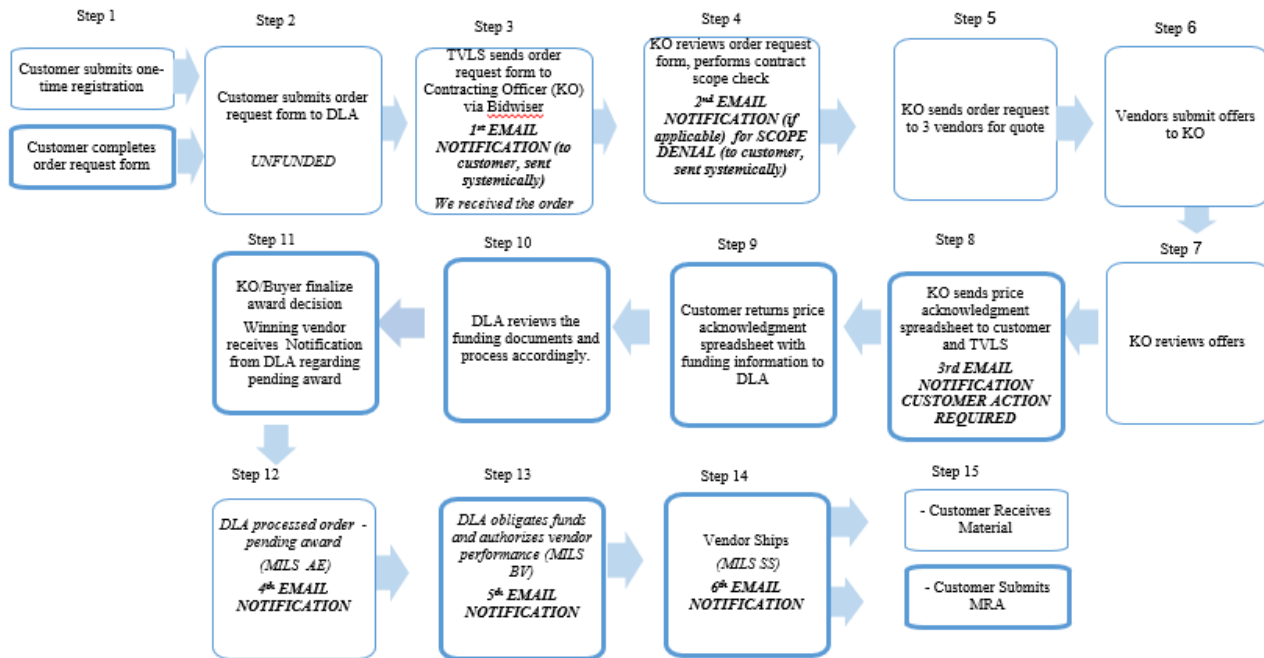 Step 1
Customer submits one-
time registration
Customer completes
order request form
Step 2
Customer submits order
request form to DLA
UNFUNDED
Step 3
TVLS sends order
request form to
Contracting Officer (KO)
via Bidwiser
1st EMAIL
NOTIFICATION (to
customer, sent
systemically)
We received the order
Step 4
KO reviews order request
form, performs contract
scope check
2nd EMAIL
NOTIFICATION (if
applicable) for SCOPE
DENIAL (to customer,
sent systemically)
Step 5
KO sends order request
to 3 vendors for quote
Step 6
Vendors submit offers
to KO
Step 7
KO reviews offers
Step 8
KO sends price
acknowledgment
spreadsheet to customer
and TVLS
3rd EMAIL
NOTIFICATION
CUSTOMER ACTION
REQUIRED
Step 9
Customer returns price
acknowledgment
spreadsheet with
funding information to
DLA
Step 10
DLA reviews the
funding documents and
process accordingly.
Step 11
KO/Buyer finalize
award decision
Winning vendor
receives Notification
from DLA regarding
pending award
Step 12
DLA processed order -
pending award
(MILS AE)
4th EMAIL
NOTIFICATION
Step 13
DLA obligates funds
and authorizes vendor
performance (MILS
BV)
5th EMAIL
NOTIFICATION
Step 14
Vendor Ships
(MILS SS)
6th EMAIL
NOTIFICATION
Step 15
- Customer Receives
Material
- Customer Submits
MRA